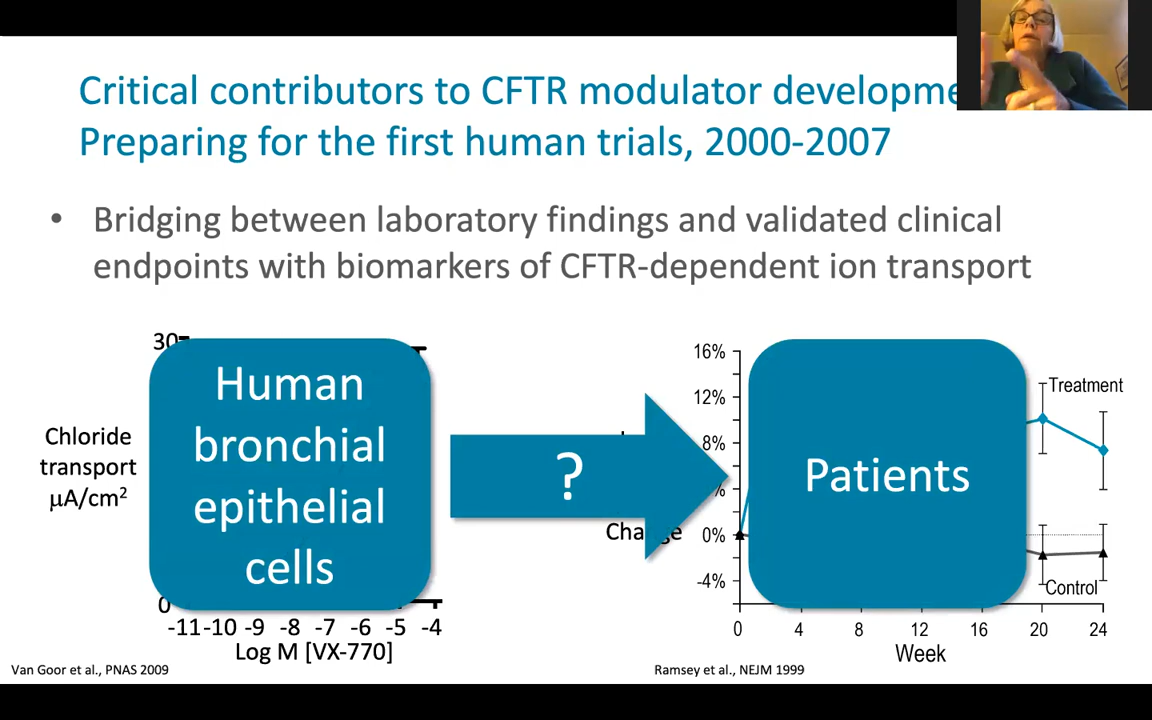 Critical contributors to CFTR modulator developme
Preparing for the first human trials, 2000-2007
• Bridging between laboratory findings and validated clinical
endpoints with biomarkers of CFTR-dependent ion transport
30
Chloride
transport
µA/cm²
0
-11 -10 -9 -8 -7 -6 -5 -4
Log M [VX-770]
Human
bronchial
epithelial
cells
?
Patients
16%
12%
8%
%
0%
-4%
Change
Treatment
Control
0 4 8 12 16 20 24
Week
Van Goor et al., PNAS 2009
Ramsey et al., NEJM 1999